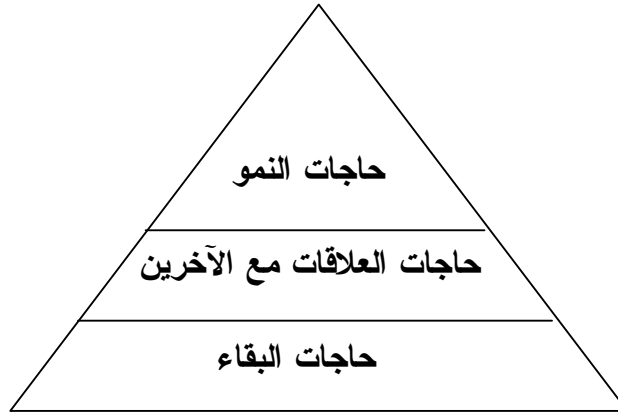 حاجات النمو
حاجات العلاقات مع الآخرين
حاجات البقاء